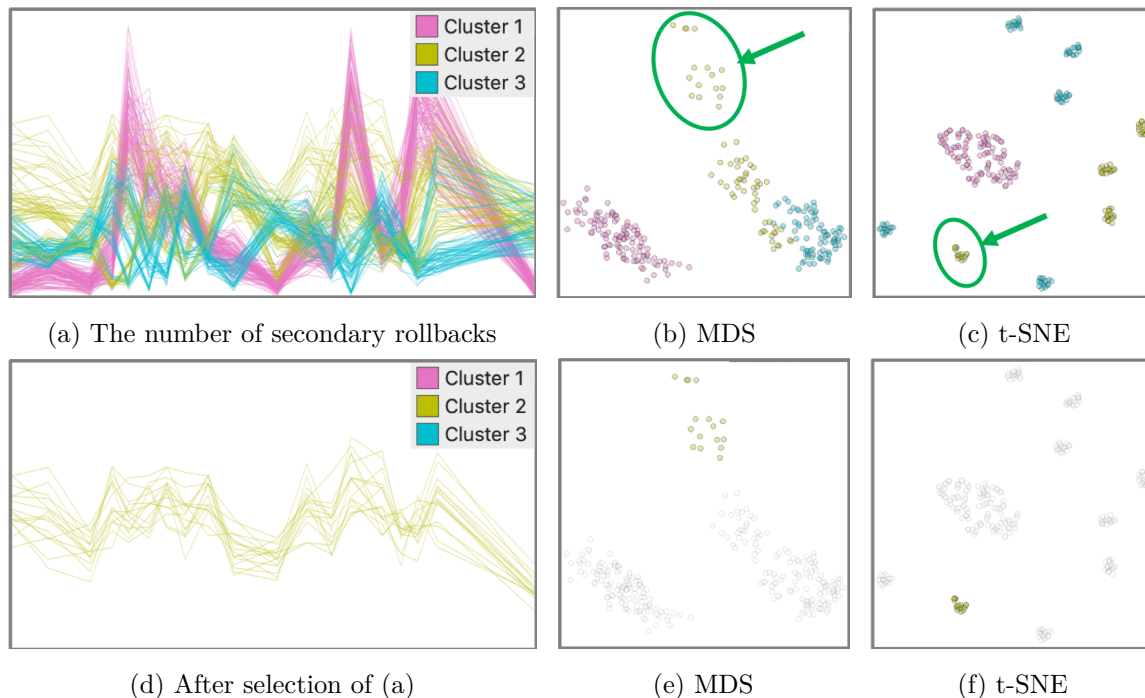 Cluster 1
Cluster 2
Cluster 3
(a) The number of secondary rollbacks
(b) MDS
(c) t-SNE
Cluster 1
Cluster 2
Cluster 3
(d) After selection of (a)
(e) MDS
(f) t-SNE